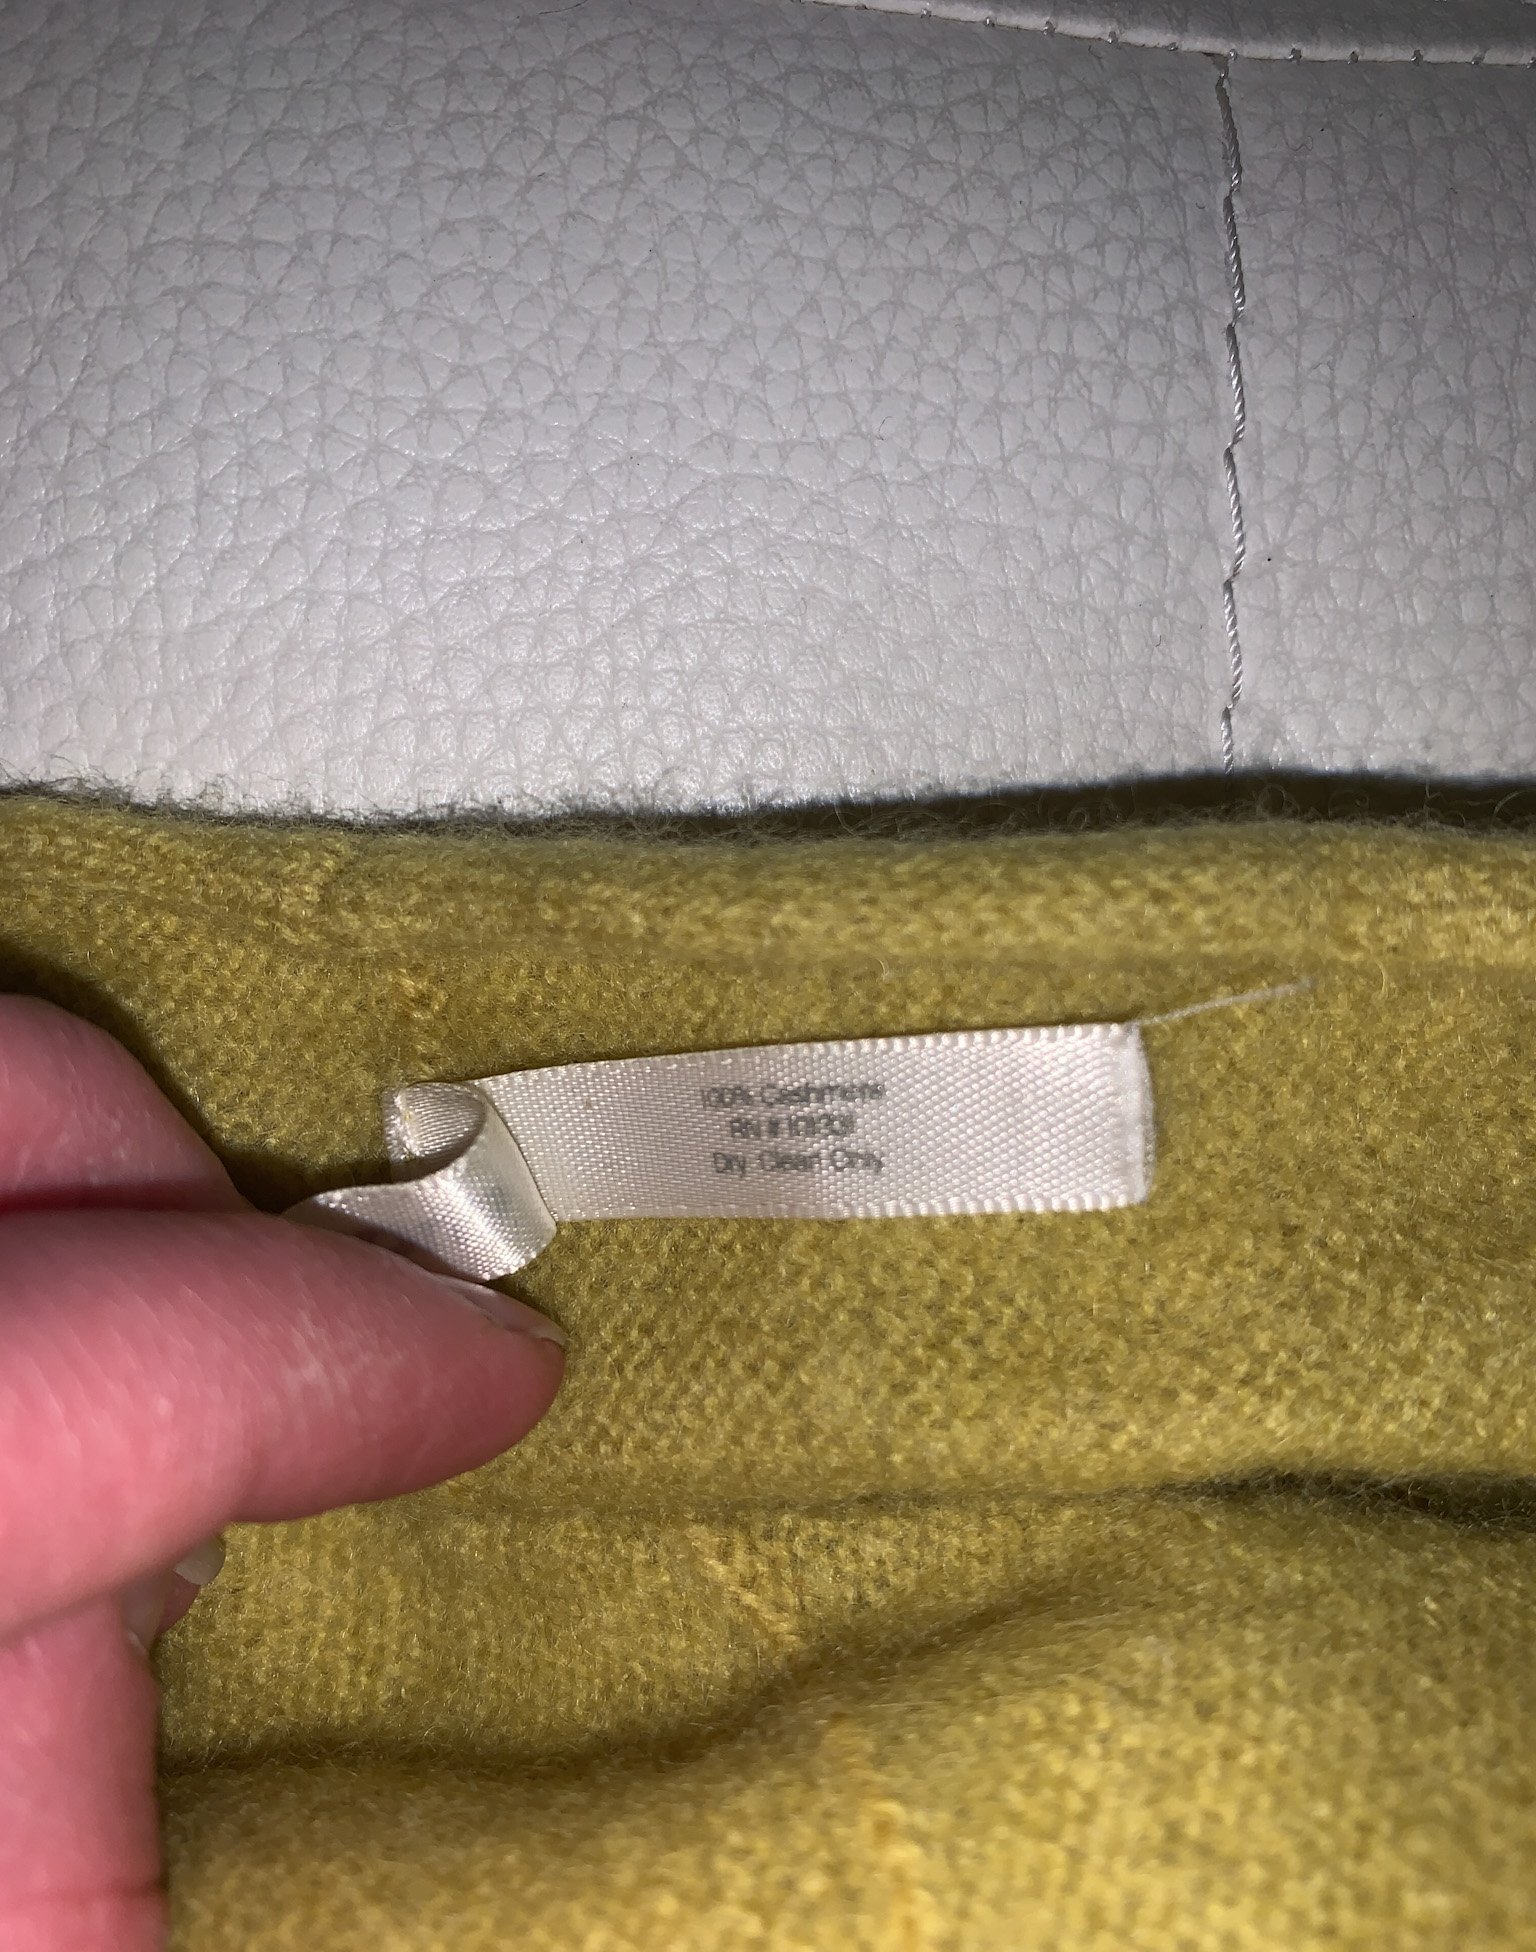 100% Cashmere
RN #
Dry Clean Only